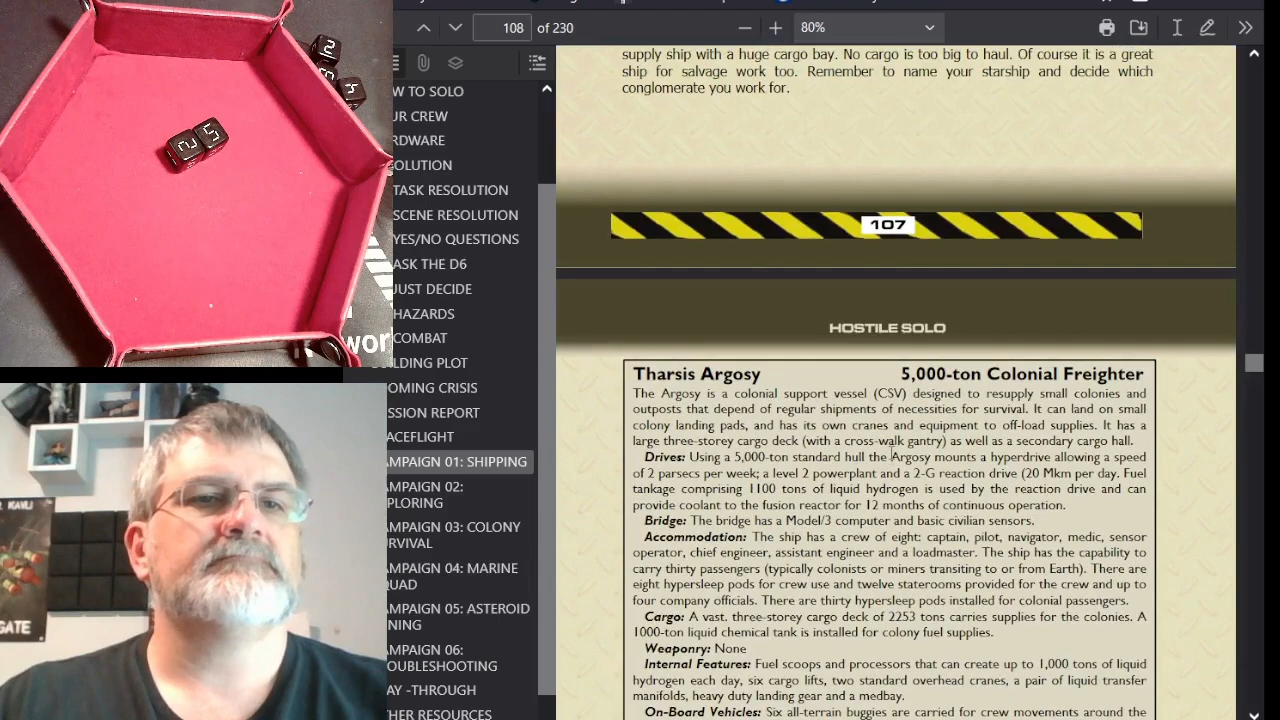 108 of 230
80%
W TO SOLO
UR CREW
RDWARE
OLUTION
TASK RESOLUTION
SCENE RESOLUTION
YES/NO QUESTIONS
ASK THE D6
JUST DECIDE
HAZARDS
COMBAT
ILDING PLOT
OMING CRISIS
SSION REPORT
ACEFLIGHT
AMPAIGN 01: SHIPPING
AMPAIGN 02:
PLORING
AMPAIGN 03: COLONY
URVIVAL
AMPAIGN 04: MARINE
QUAD
AMPAIGN 05: ASTEROID
NING
AMPAIGN 06:
OUBLESHOOTING
AY -THROUGH
HER RESOURCES
supply ship with a huge cargo bay. No cargo is too big to haul. Of course it is a great
ship for salvage work too. Remember to name your starship and decide which
conglomerate you work for.
107
HOSTILE SOLO
Tharsis Argosy 5,000-ton Colonial Freighter
The Argosy is a colonial support vessel (CSV) designed to resupply small colonies and
outposts that depend of regular shipments of necessities for survival. It can land on small
colony landing pads, and has its own cranes and equipment to off-load supplies. It has a
large three-storey cargo deck (with a cross-walk gantry) as well as a secondary cargo hall.
Drives: Using a 5,000-ton standard hull the Argosy mounts a hyperdrive allowing a speed
of 2 parsecs per week; a level 2 powerplant and a 2-G reaction drive (20 Mkm per day. Fuel
tankage comprising 1100 tons of liquid hydrogen is used by the reaction drive and can
provide coolant to the fusion reactor for 12 months of continuous operation.
Bridge: The bridge has a Model/3 computer and basic civilian sensors.
Accommodation: The ship has a crew of eight: captain, pilot, navigator, medic, sensor
operator, chief engineer, assistant engineer and a loadmaster. The ship has the capability to
carry thirty passengers (typically colonists or miners transiting to or from Earth). There are
eight hypersleep pods for crew use and twelve staterooms provided for the crew and up to
four company officials. There are thirty hypersleep pods installed for colonial passengers.
Cargo: A vast. three-storey cargo deck of 2253 tons carries supplies for the colonies. A
1000-ton liquid chemical tank is installed for colony fuel supplies.
Weaponry: None
Internal Features: Fuel scoops and processors that can create up to 1,000 tons of liquid
hydrogen each day, six cargo lifts, two standard overhead cranes, a pair of liquid transfer
manifolds, heavy duty landing gear and a medbay.
On-Board Vehicles: Six all-terrain buggies are carried for crew movements around the
2
4
2 5
wor
GATE